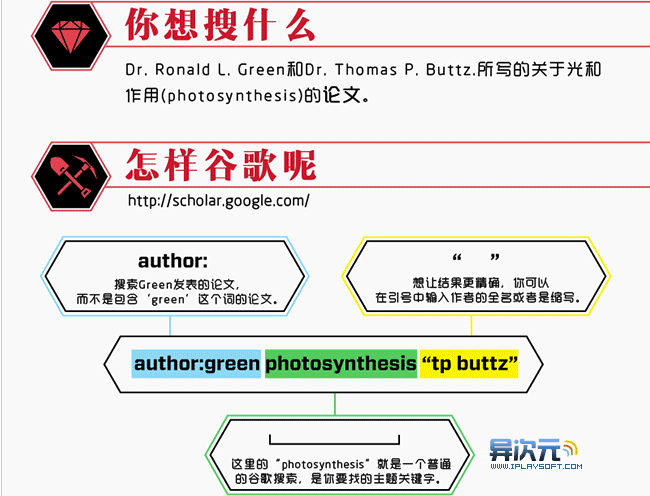 你想搜什么
Dr. Ronald L. Green和Dr. Thomas P. Buttz.所写的关于光和
作用(photosynthesis)的论文。
怎样谷歌呢
http://scholar.google.com/
author:
搜索Green发表的论文，
而不是包含‘green’这个词的论文。
“ ”
想让结果更精确，你可以
在引号中输入作者的全名或者是缩写。
author:green photosynthesis “tp buttz”
这里的“photosynthesis”就是一个普通
的谷歌搜索，是你要找的主题关键字。
异次元
WWW.IPLAYSOFT.COM